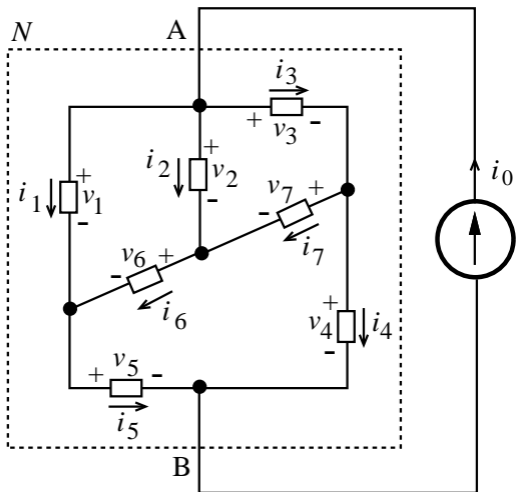 N
A
i3
+ v3 -
i0
i1
+
v1
-
i2
+
v2
-
v7
- +
i7
v6
- +
i6
+
v4
-
i4
v5
+ -
i5
B